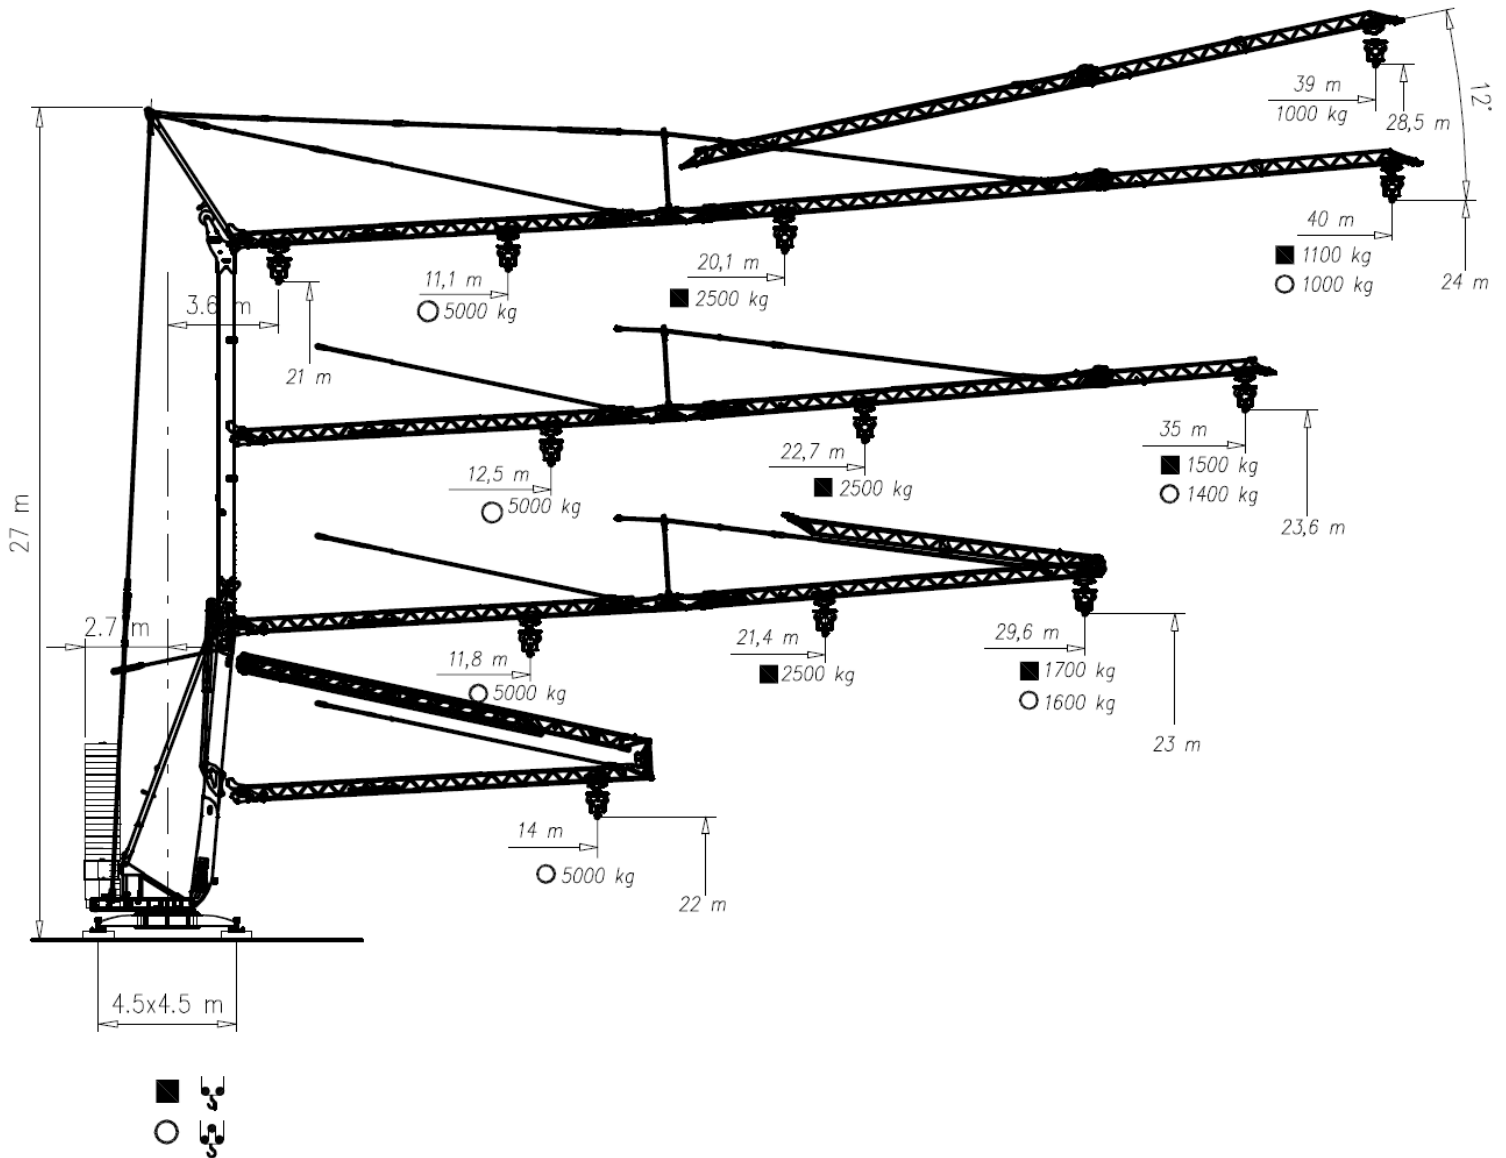 39 m
1000 kg
28,5 m
12°
40 m
■ 1100 kg
○ 1000 kg
24 m
20,1 m
■ 2500 kg
11,1 m
○ 5000 kg
3.6 m
21 m
35 m
■ 1500 kg
○ 1400 kg
23,6 m
22,7 m
■ 2500 kg
12,5 m
○ 5000 kg
27 m
2.7 m
29,6 m
■ 1700 kg
○ 1600 kg
23 m
21,4 m
■ 2500 kg
11,8 m
○ 5000 kg
14 m
○ 5000 kg
22 m
4.5x4.5 m